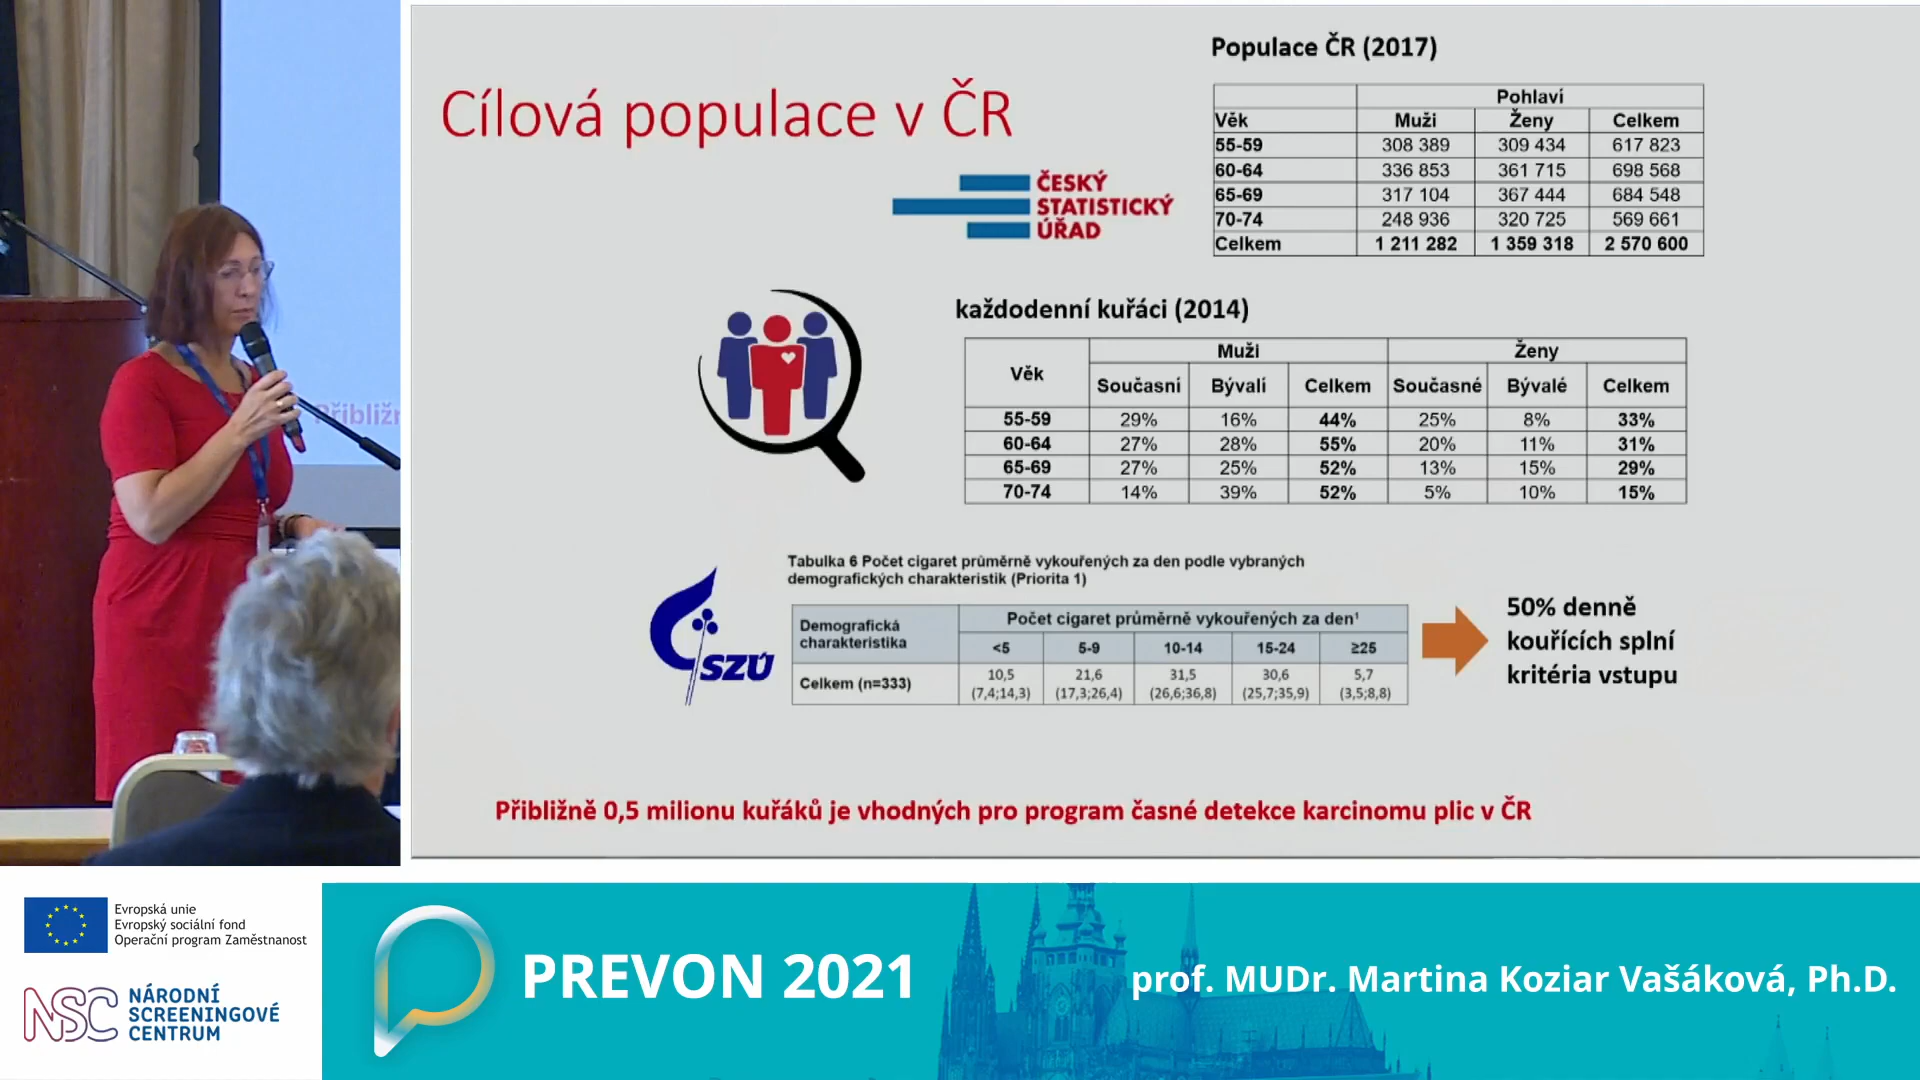 Populace ČR (2017)
Cílová populace v ČR
Pohlaví
Věk Muži Ženy Celkem
55-59 308 389 309 434 617 823
60-64 336 853 361 715 698 568
65-69 317 104 367 444 684 548
70-74 248 936 320 725 569 661
Celkem 1 211 282 1 359 318 2 570 600
ČESKÝ
STATISTICKÝ
ÚŘAD
každodenní kuřáci (2014)
Věk Muži Ženy
Současní Bývalí Celkem Současné Bývalé Celkem
55-59 29% 16% 44% 25% 8% 33%
60-64 27% 28% 55% 20% 11% 31%
65-69 27% 25% 52% 13% 15% 29%
70-74 14% 39% 52% 5% 10% 15%
Tabulka 6 Počet cigaret průměrně vykouřených za den podle vybraných
demografických charakteristik (Priorita 1)
SZÚ
Demografická
charakteristika
Počet cigaret průměrně vykouřených za den¹
<5 5-9 10-14 15-24 ≥25
Celkem (n=333)
10,5 21,6 31,5 30,6 5,7
(7,4;14,3) (17,3;26,4) (26,6;36,8) (25,7;35,9) (3,5;8,8)
50% denně
kouřících splní
kritéria vstupu
Přibližně 0,5 milionu kuřáků je vhodných pro program časné detekce karcinomu plic v ČR
Evropská unie
Evropský sociální fond
Operační program Zaměstnanost
NSC NÁRODNÍ
SCREENINGOVÉ
CENTRUM
PREVON 2021
prof. MUDr. Martina Koziar Vašáková, Ph.D.